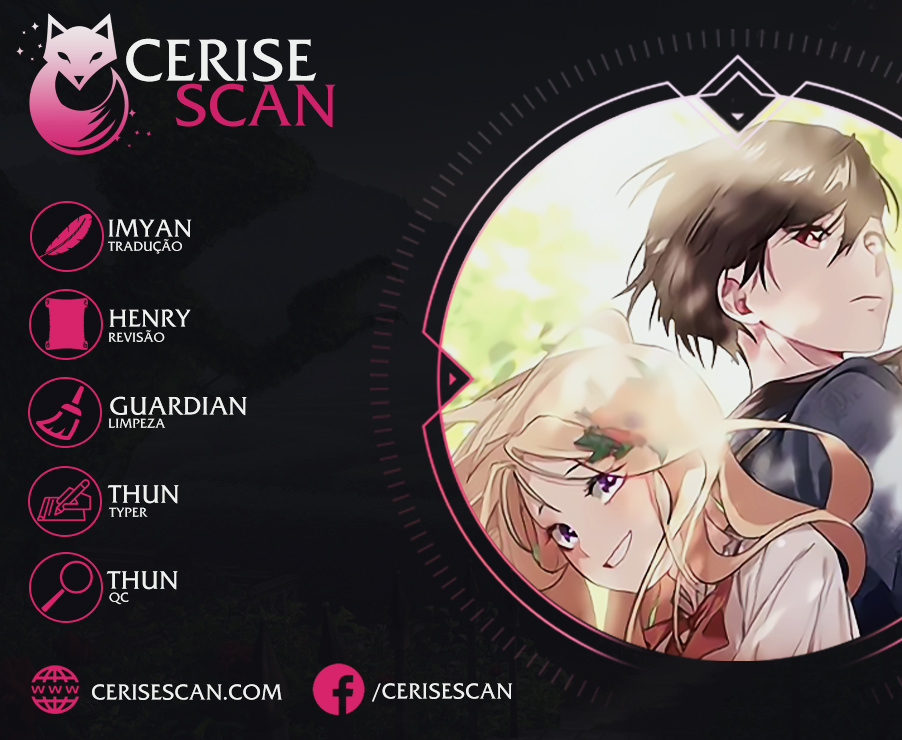 CERISE
SCAN
IMYAN
TRADUÇÃO
HENRY
REVISÃO
GUARDIAN
LIMPEZA
THUN
TYPER
THUN
QC
WWW
CERISESCAN.COM
/CERISESCAN